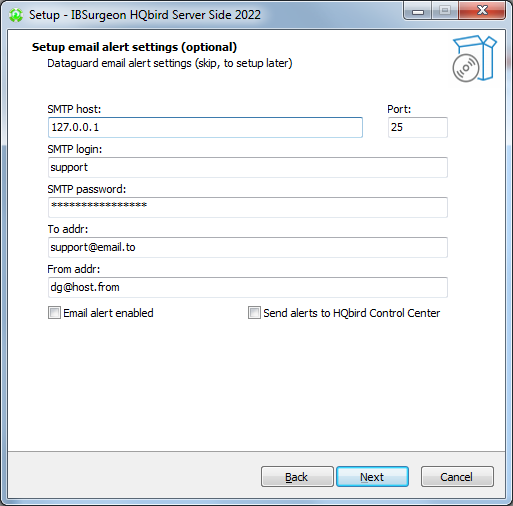 Setup - IBSurgeon HQbird Server Side 2022
Setup email alert settings (optional)
Dataguard email alert settings (skip, to setup later)
SMTP host: Port:
127.0.0.1 25
SMTP login:
support
SMTP password:
****************
To addr:
support@email.to
From addr:
dg@host.from
Email alert enabled Send alerts to HQbird Control Center
Back Next Cancel